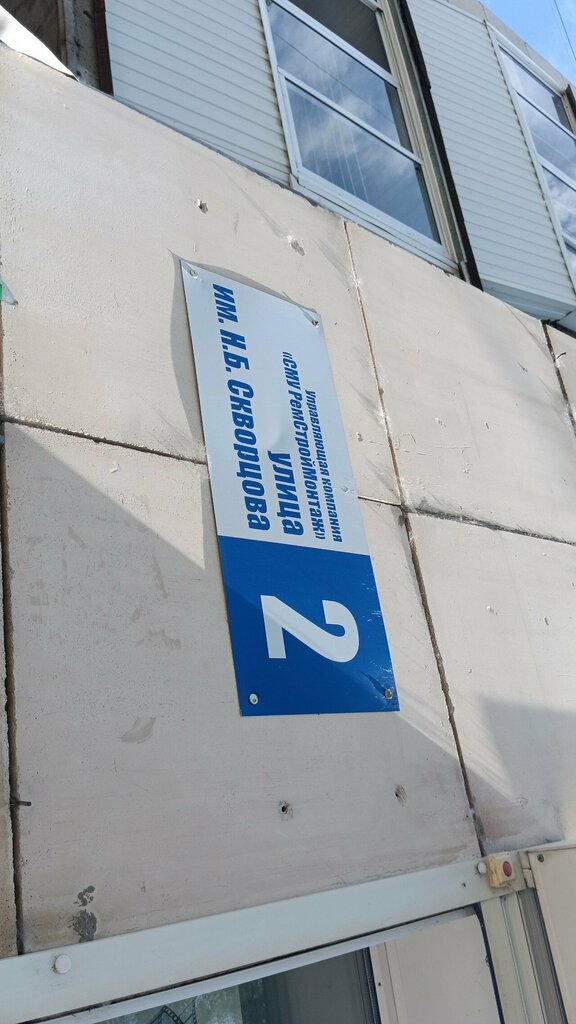 Управляющая компания
«СМУ РемСтройМонтаж»
улица
им. Н.Б. Скворцова
2